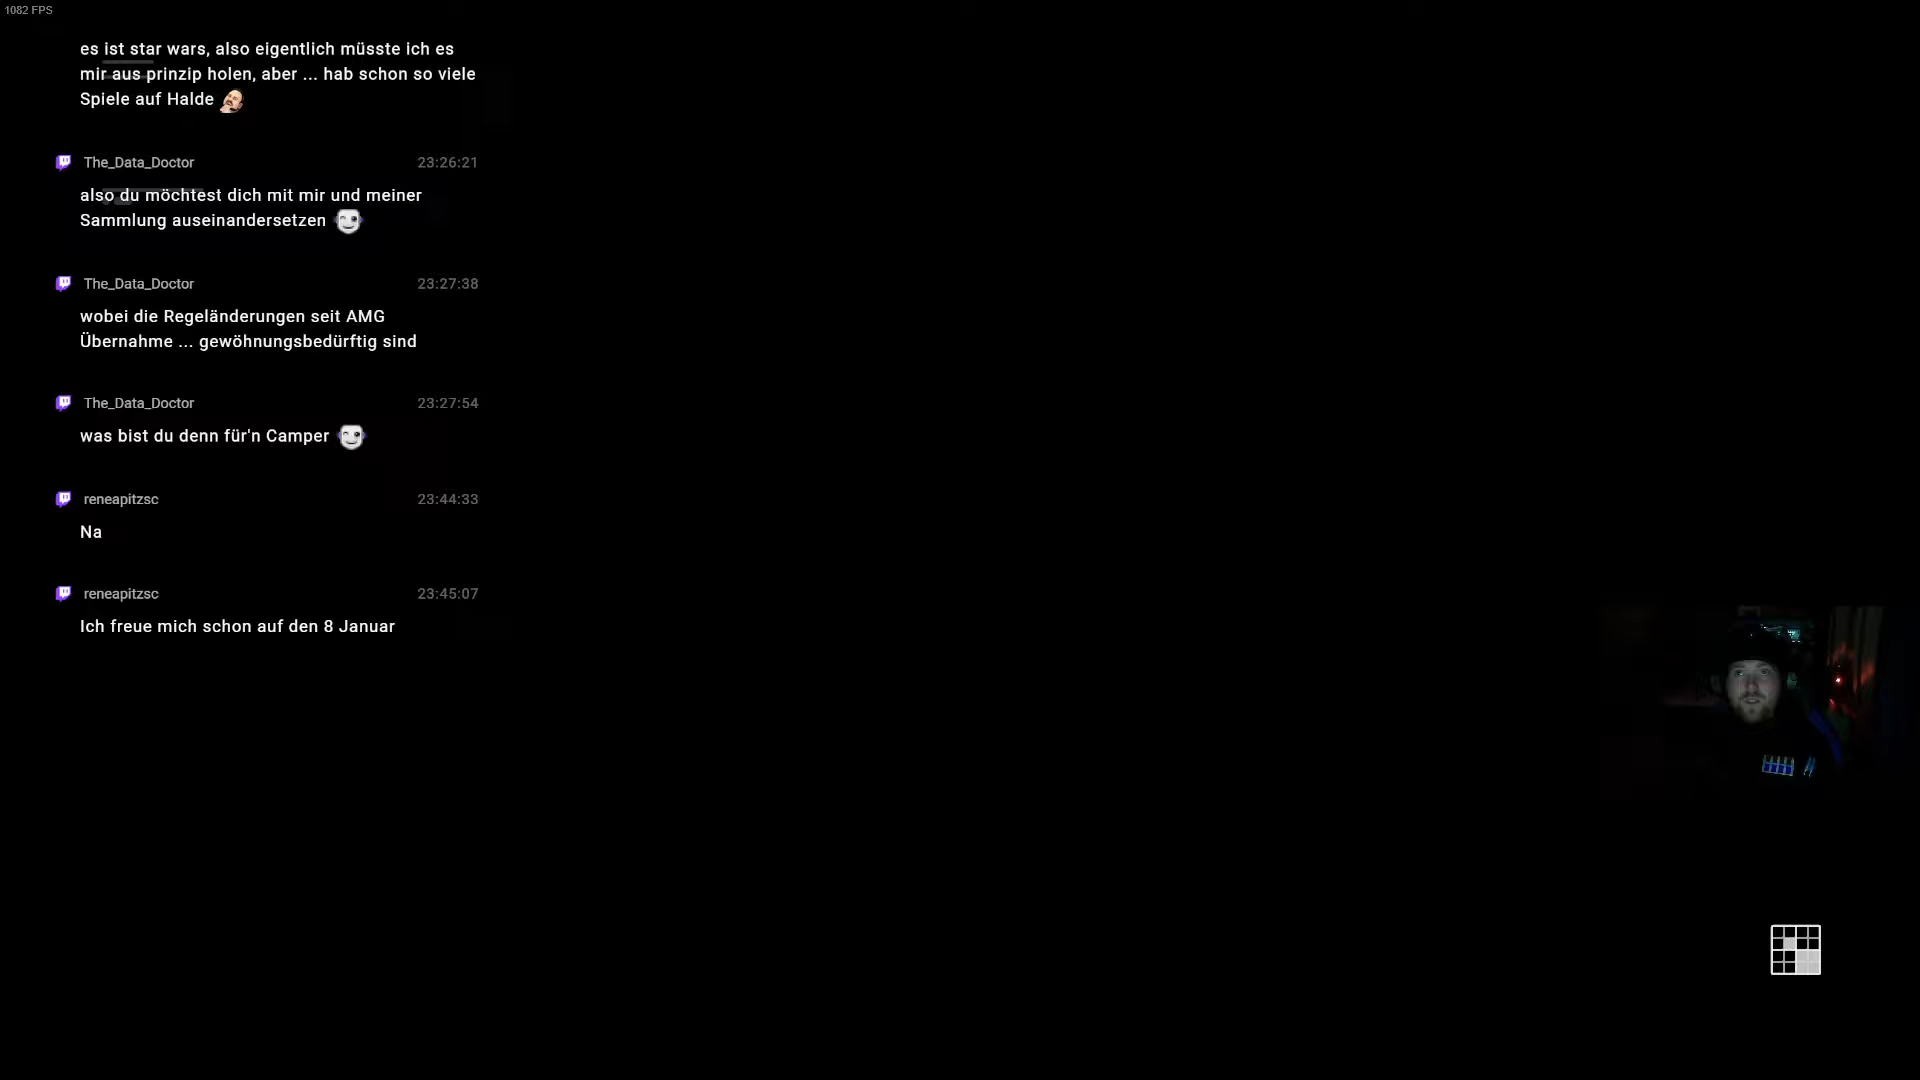 1082 FPS
es ist star wars, also eigentlich müsste ich es
mir aus prinzip holen, aber ... hab schon so viele
Spiele auf Halde
The_Data_Doctor 23:26:21
also du möchtest dich mit mir und meiner
Sammlung auseinandersetzen
The_Data_Doctor 23:27:38
wobei die Regeländerungen seit AMG
Übernahme ... gewöhnungsbedürftig sind
The_Data_Doctor 23:27:54
was bist du denn für'n Camper
reneapitzsc 23:44:33
Na
reneapitzsc 23:45:07
Ich freue mich schon auf den 8 Januar